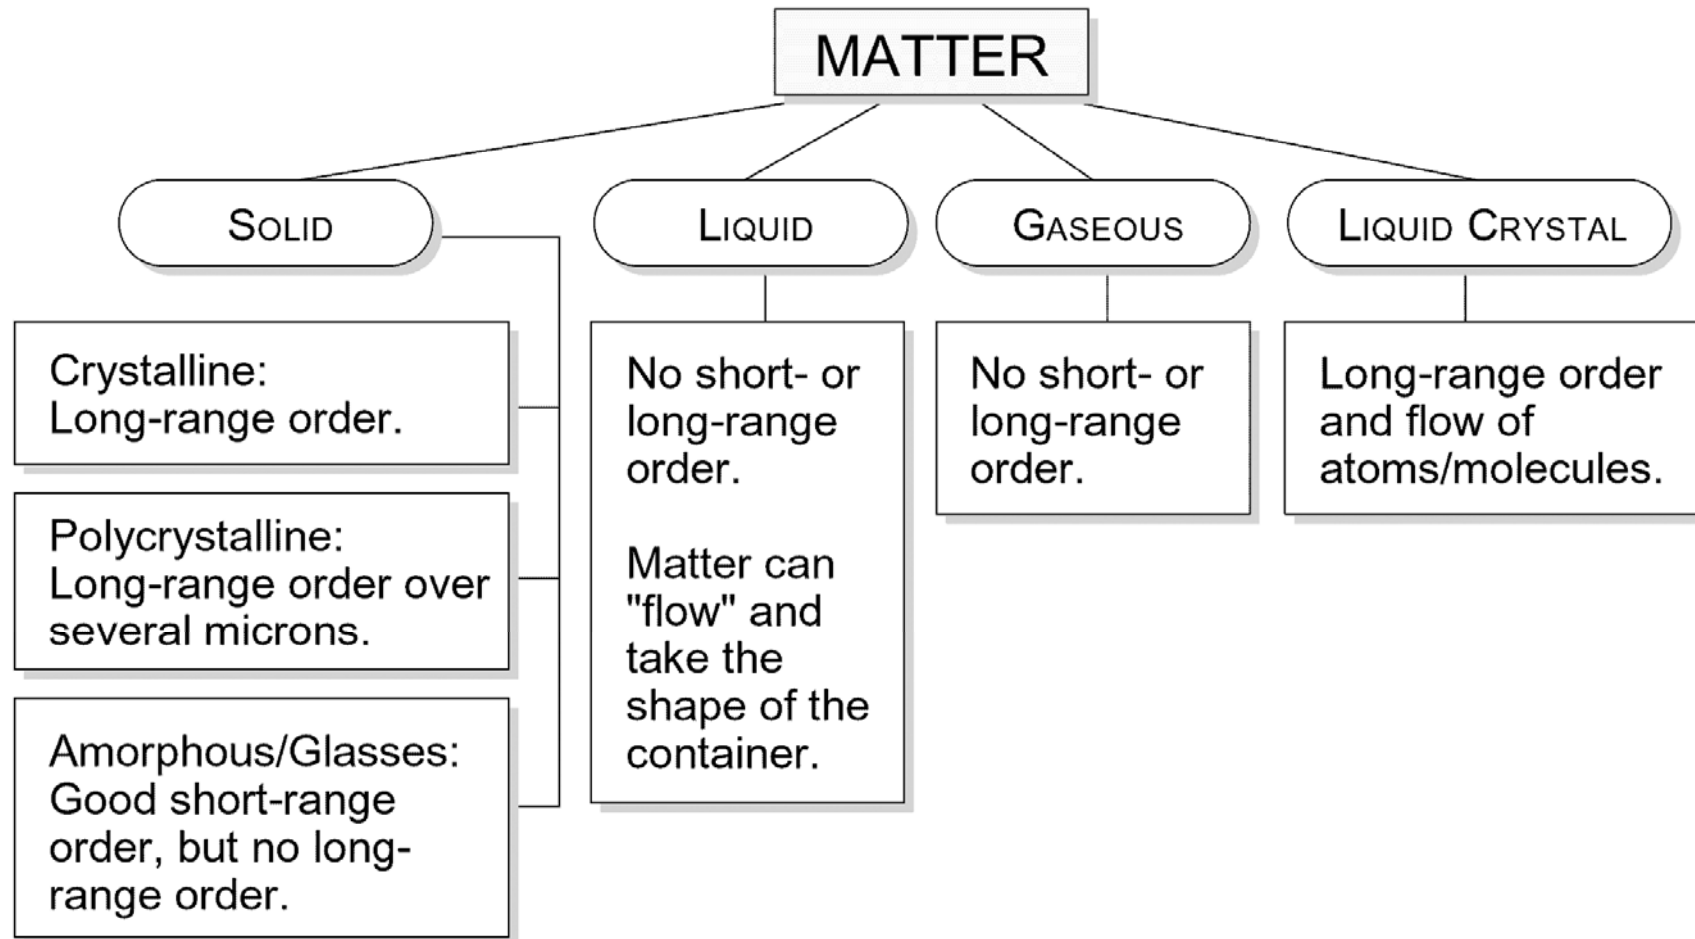 MATTER
SOLID
LIQUID
GASEOUS
LIQUID CRYSTAL
Crystalline:
Long-range order.
Polycrystalline:
Long-range order over
several microns.
Amorphous/Glasses:
Good short-range
order, but no long-
range order.
No short- or
long-range
order.
Matter can
"flow" and
take the
shape of the
container.
No short- or
long-range
order.
Long-range order
and flow of
atoms/molecules.